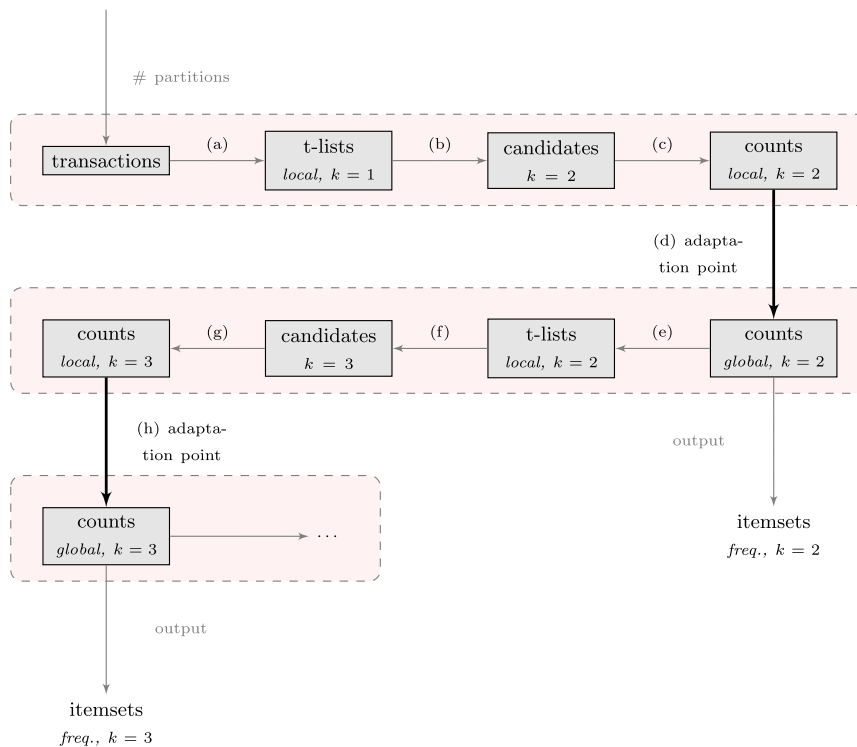 # partitions
(a)
(b)
(c)
transactions
t-lists
local, k = 1
candidates
k = 2
counts
local, k = 2
(d) adapta-
tion point
(g)
(f)
(e)
counts
local, k = 3
candidates
k = 3
t-lists
local, k = 2
counts
global, k = 2
(h) adapta-
tion point
output
counts
global, k = 3
...
itemsets
freq., k = 2
output
itemsets
freq., k = 3